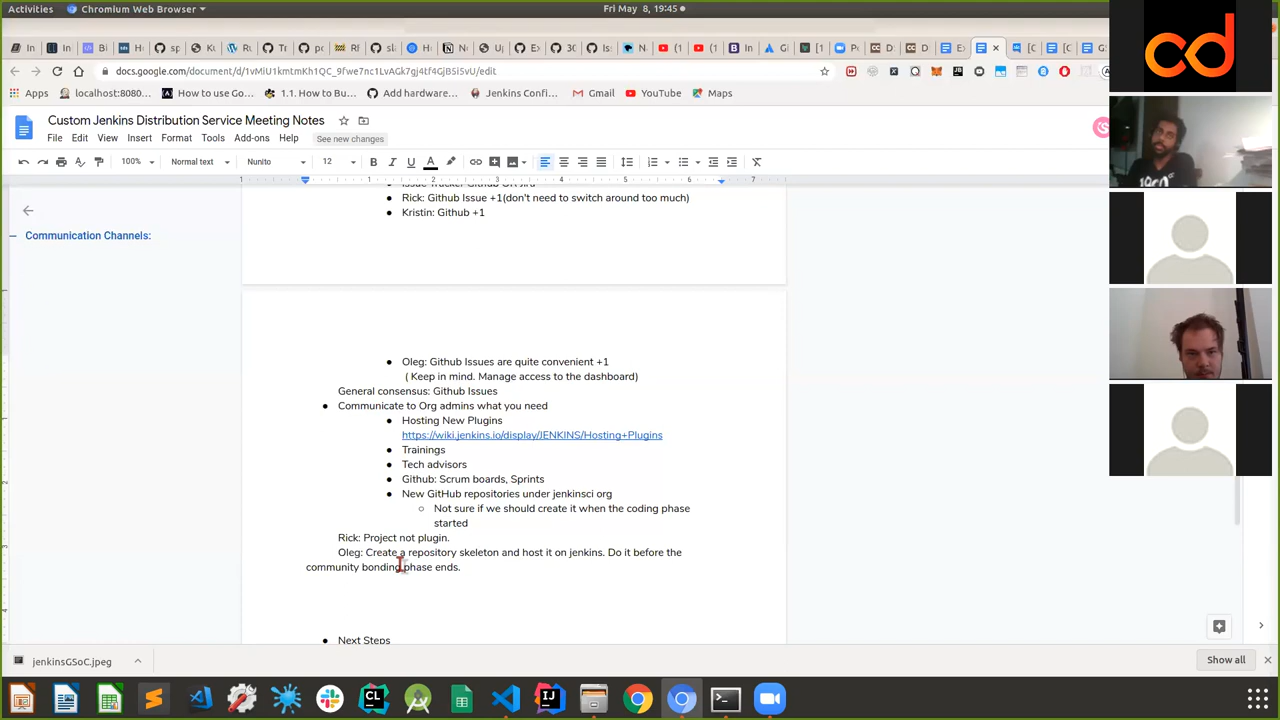 Activities
Chromium Web Browser
Fri May 8, 19:45
docs.google.com/document/d/1vMiU1kmtmKh1QC_9fwe7nc1LvAGk7gj4tf4GjB5i5vU/edit
Apps
localhost:8080...
How to use Go...
1.1. How to Bu...
Add hardware...
Jenkins Confi...
Gmail
YouTube
Maps
Custom Jenkins Distribution Service Meeting Notes
File Edit View Insert Format Tools Add-ons Help
See new changes
100% Normal text Nunito 12
Communication Channels:
Issue Tracker Github OR Jira
Rick: Github Issue +1(don't need to switch around too much)
Kristin: Github +1
Oleg: Github Issues are quite convenient +1
( Keep in mind. Manage access to the dashboard)
General consensus: Github Issues
Communicate to Org admins what you need
Hosting New Plugins
https://wiki.jenkins.io/display/JENKINS/Hosting+Plugins
Trainings
Tech advisors
Github: Scrum boards, Sprints
New GitHub repositories under jenkinsci org
Not sure if we should create it when the coding phase
started
Rick: Project not plugin.
Oleg: Create a repository skeleton and host it on jenkins. Do it before the
community bonding phase ends.
Next Steps
jenkinsGSoC.jpeg
Show all
cd